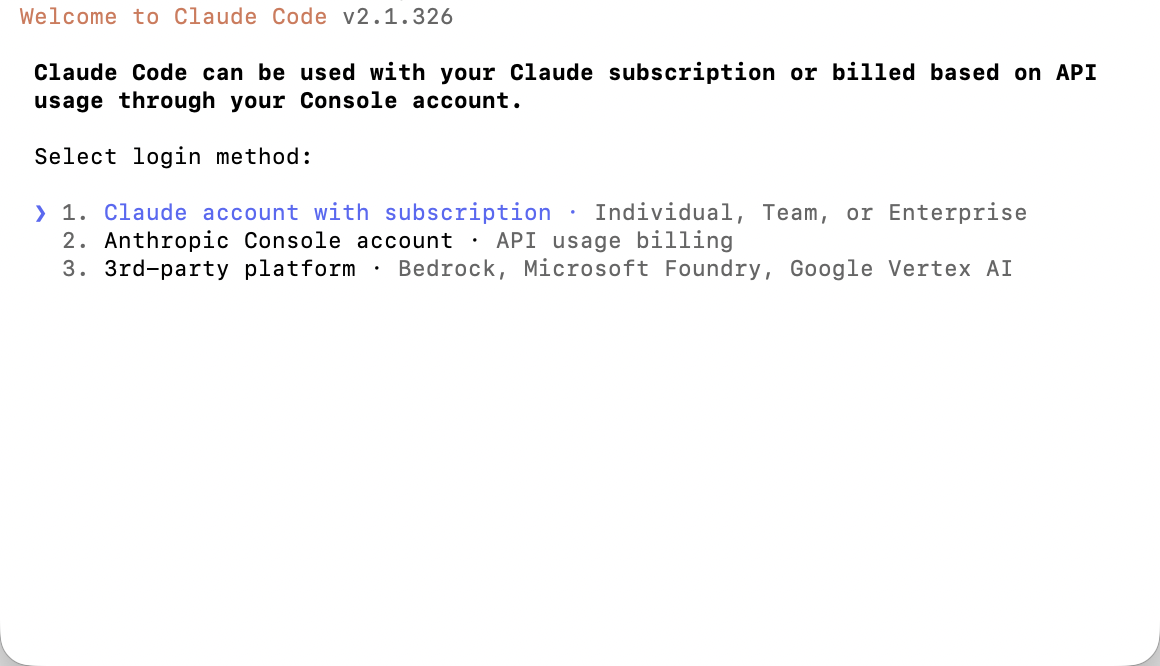 Welcome to Claude Code v2.1.326
Claude Code can be used with your Claude subscription or billed based on API
usage through your Console account.
Select login method:
❯ 1. Claude account with subscription · Individual, Team, or Enterprise
2. Anthropic Console account · API usage billing
3. 3rd-party platform · Bedrock, Microsoft Foundry, Google Vertex AI